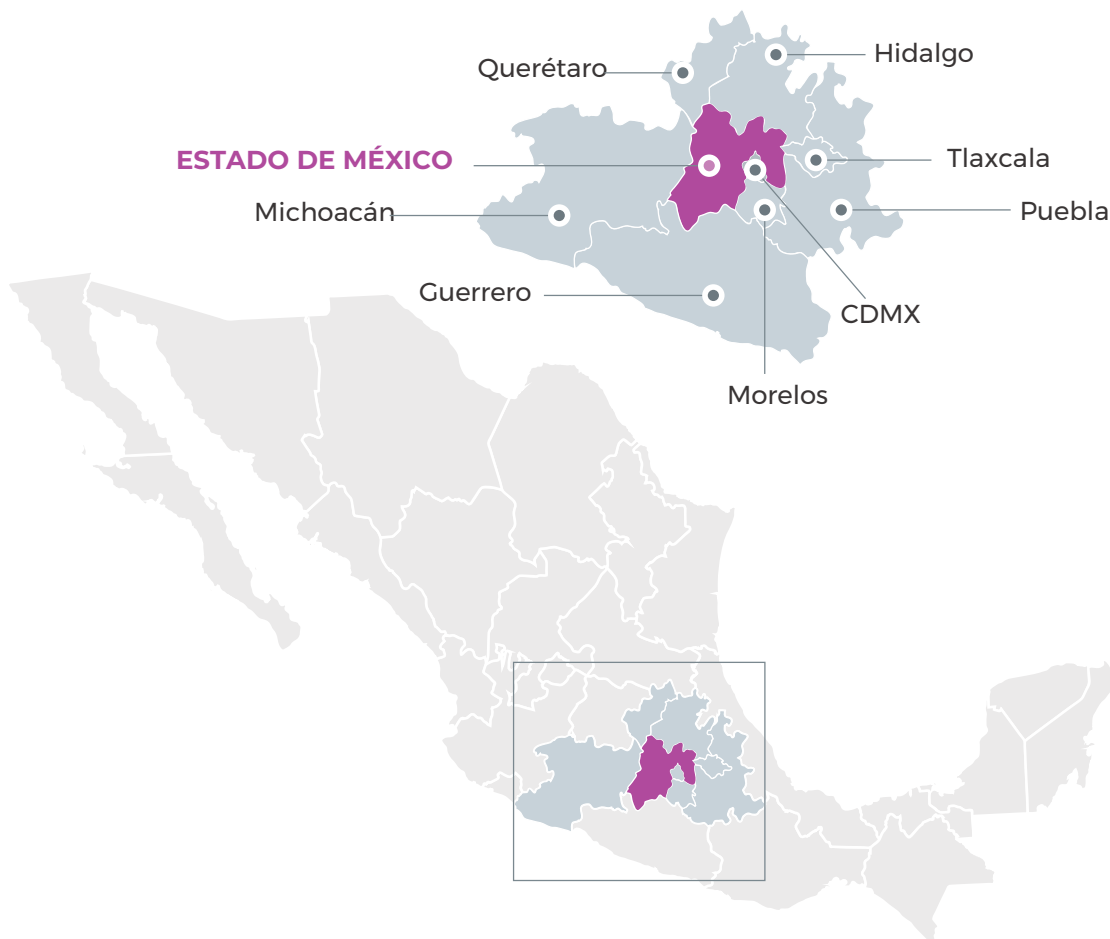 Hidalgo
Querétaro
ESTADO DE MÉXICO
Tlaxcala
Michoacán
Puebla
Guerrero
CDMX
Morelos